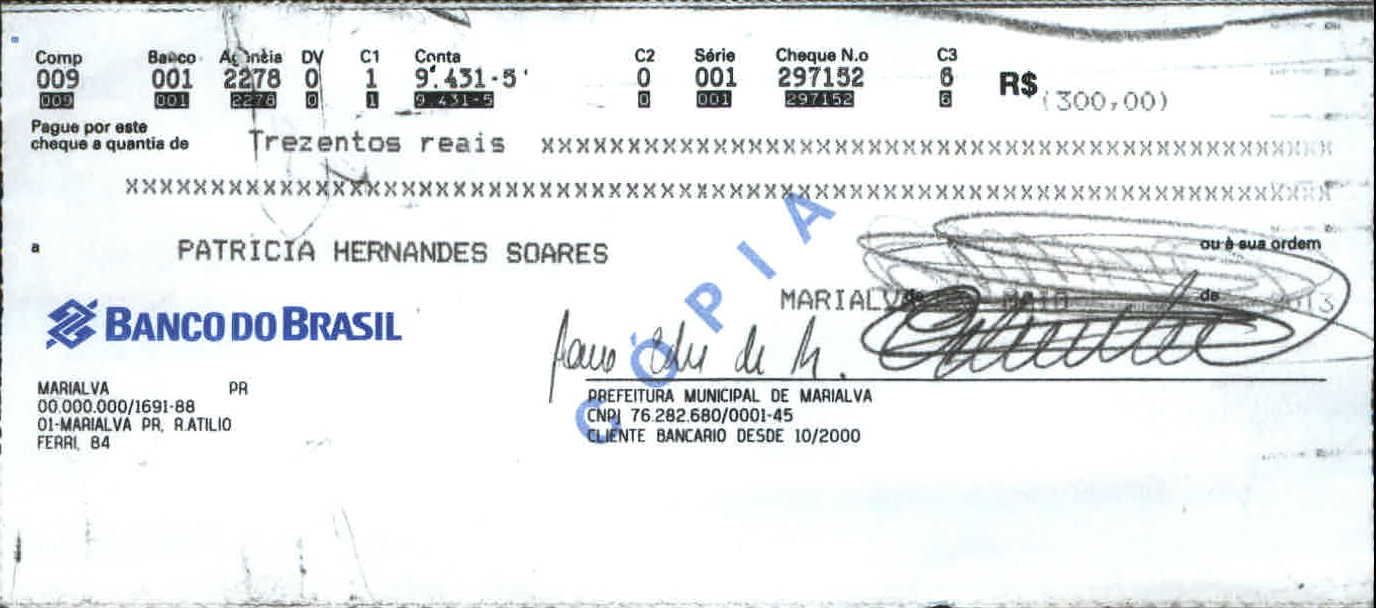 Comp Banco Agência DV C1 Conta C2 Série Cheque N.o C3
009 001 2278 0 1 9.431-5 0 001 297152 6 R$ (300,00)
009 001 2278 0 1 9.431-5 0 001 297152 6
Pague por este
cheque a quantia de Trezentos reais XXXXXXXXXXXXXXXXXXXXXXXXXXXXXXXXXXXXXXXXXXXXXX
XXXXXXXXXXXXXXXXXXXXXXXXXXXXXXXXXXXXXXXXXXXXXXXXXXXXXXXXXXXXXXXXXXXXXX
a PATRICIA HERNANDES SOARES ou à sua ordem
MARIALVA de MAIO de
CÓPIA
BANCO DO BRASIL
MARIALVA PR
00.000.000/1691-88
01-MARIALVA PR, R.ATILIO
FERRI, 84
PREFEITURA MUNICIPAL DE MARIALVA
CNPJ 76.282.680/0001-45
CLIENTE BANCARIO DESDE 10/2000